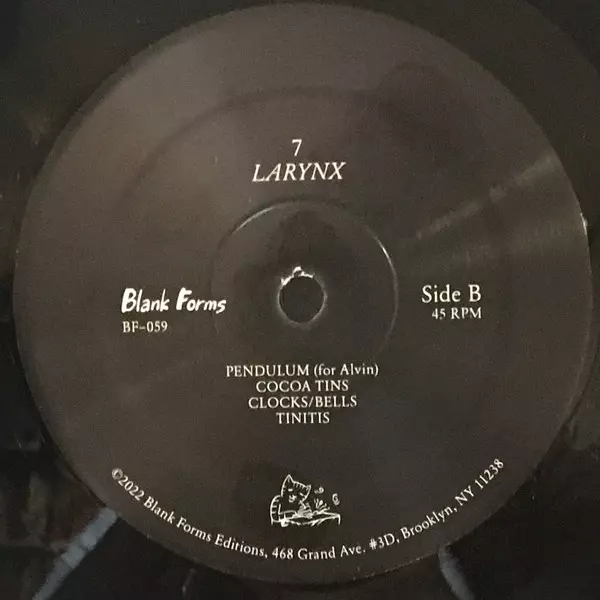 7
LARYNX
Blank Forms
BF-059
Side B
45 RPM
PENDULUM (for Alvin)
COCOA TINS
CLOCKS/BELLS
TINITIS
©2022 Blank Forms Editions, 468 Grand Ave. #3D, Brooklyn, NY 11238